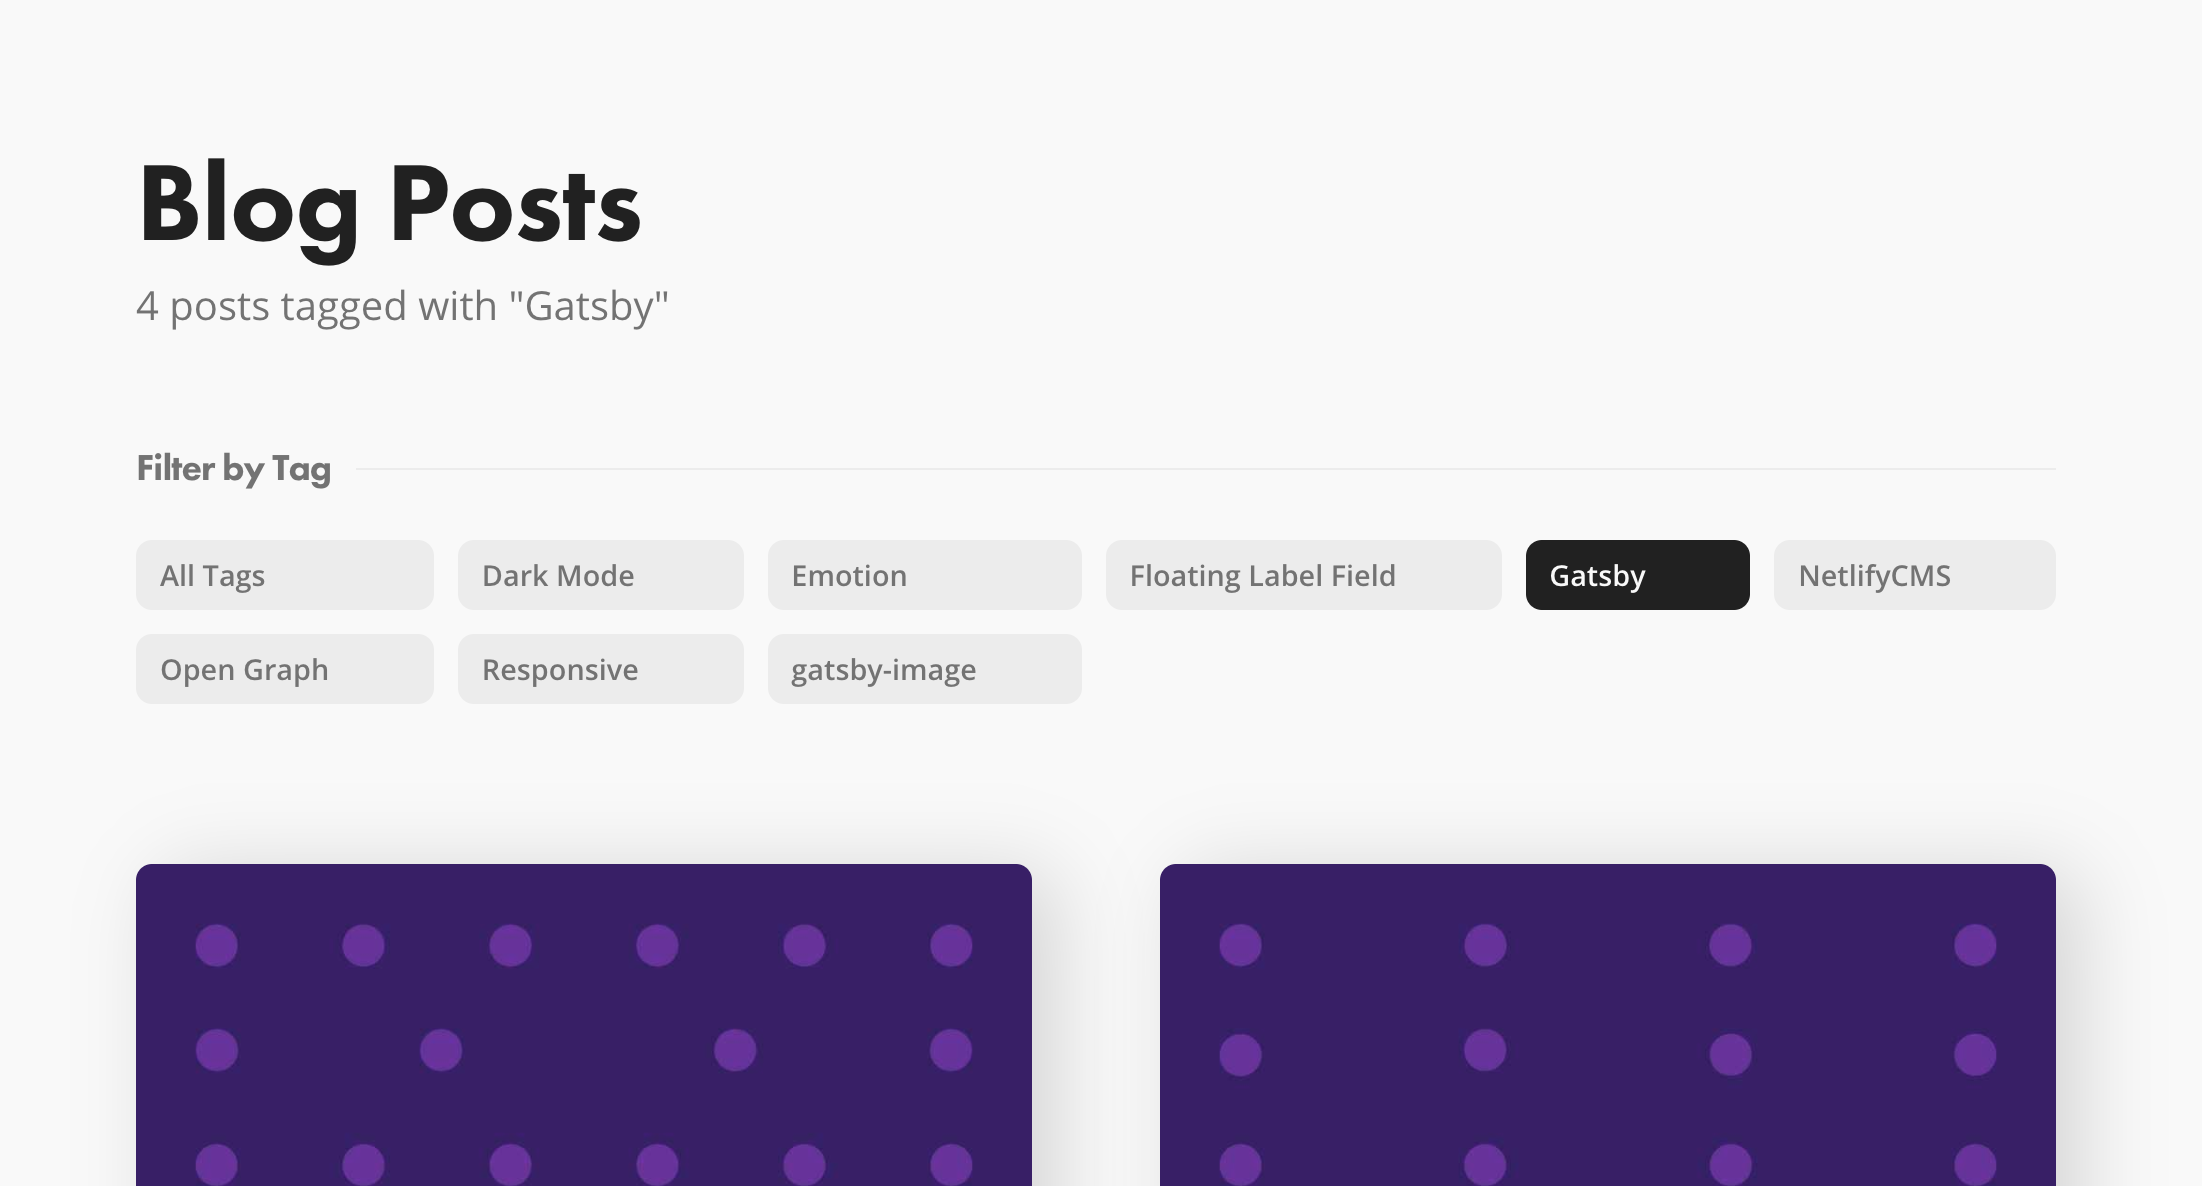 Blog Posts
4 posts tagged with "Gatsby"
Filter by Tag
All Tags
Dark Mode
Emotion
Floating Label Field
Gatsby
NetlifyCMS
Open Graph
Responsive
gatsby-image